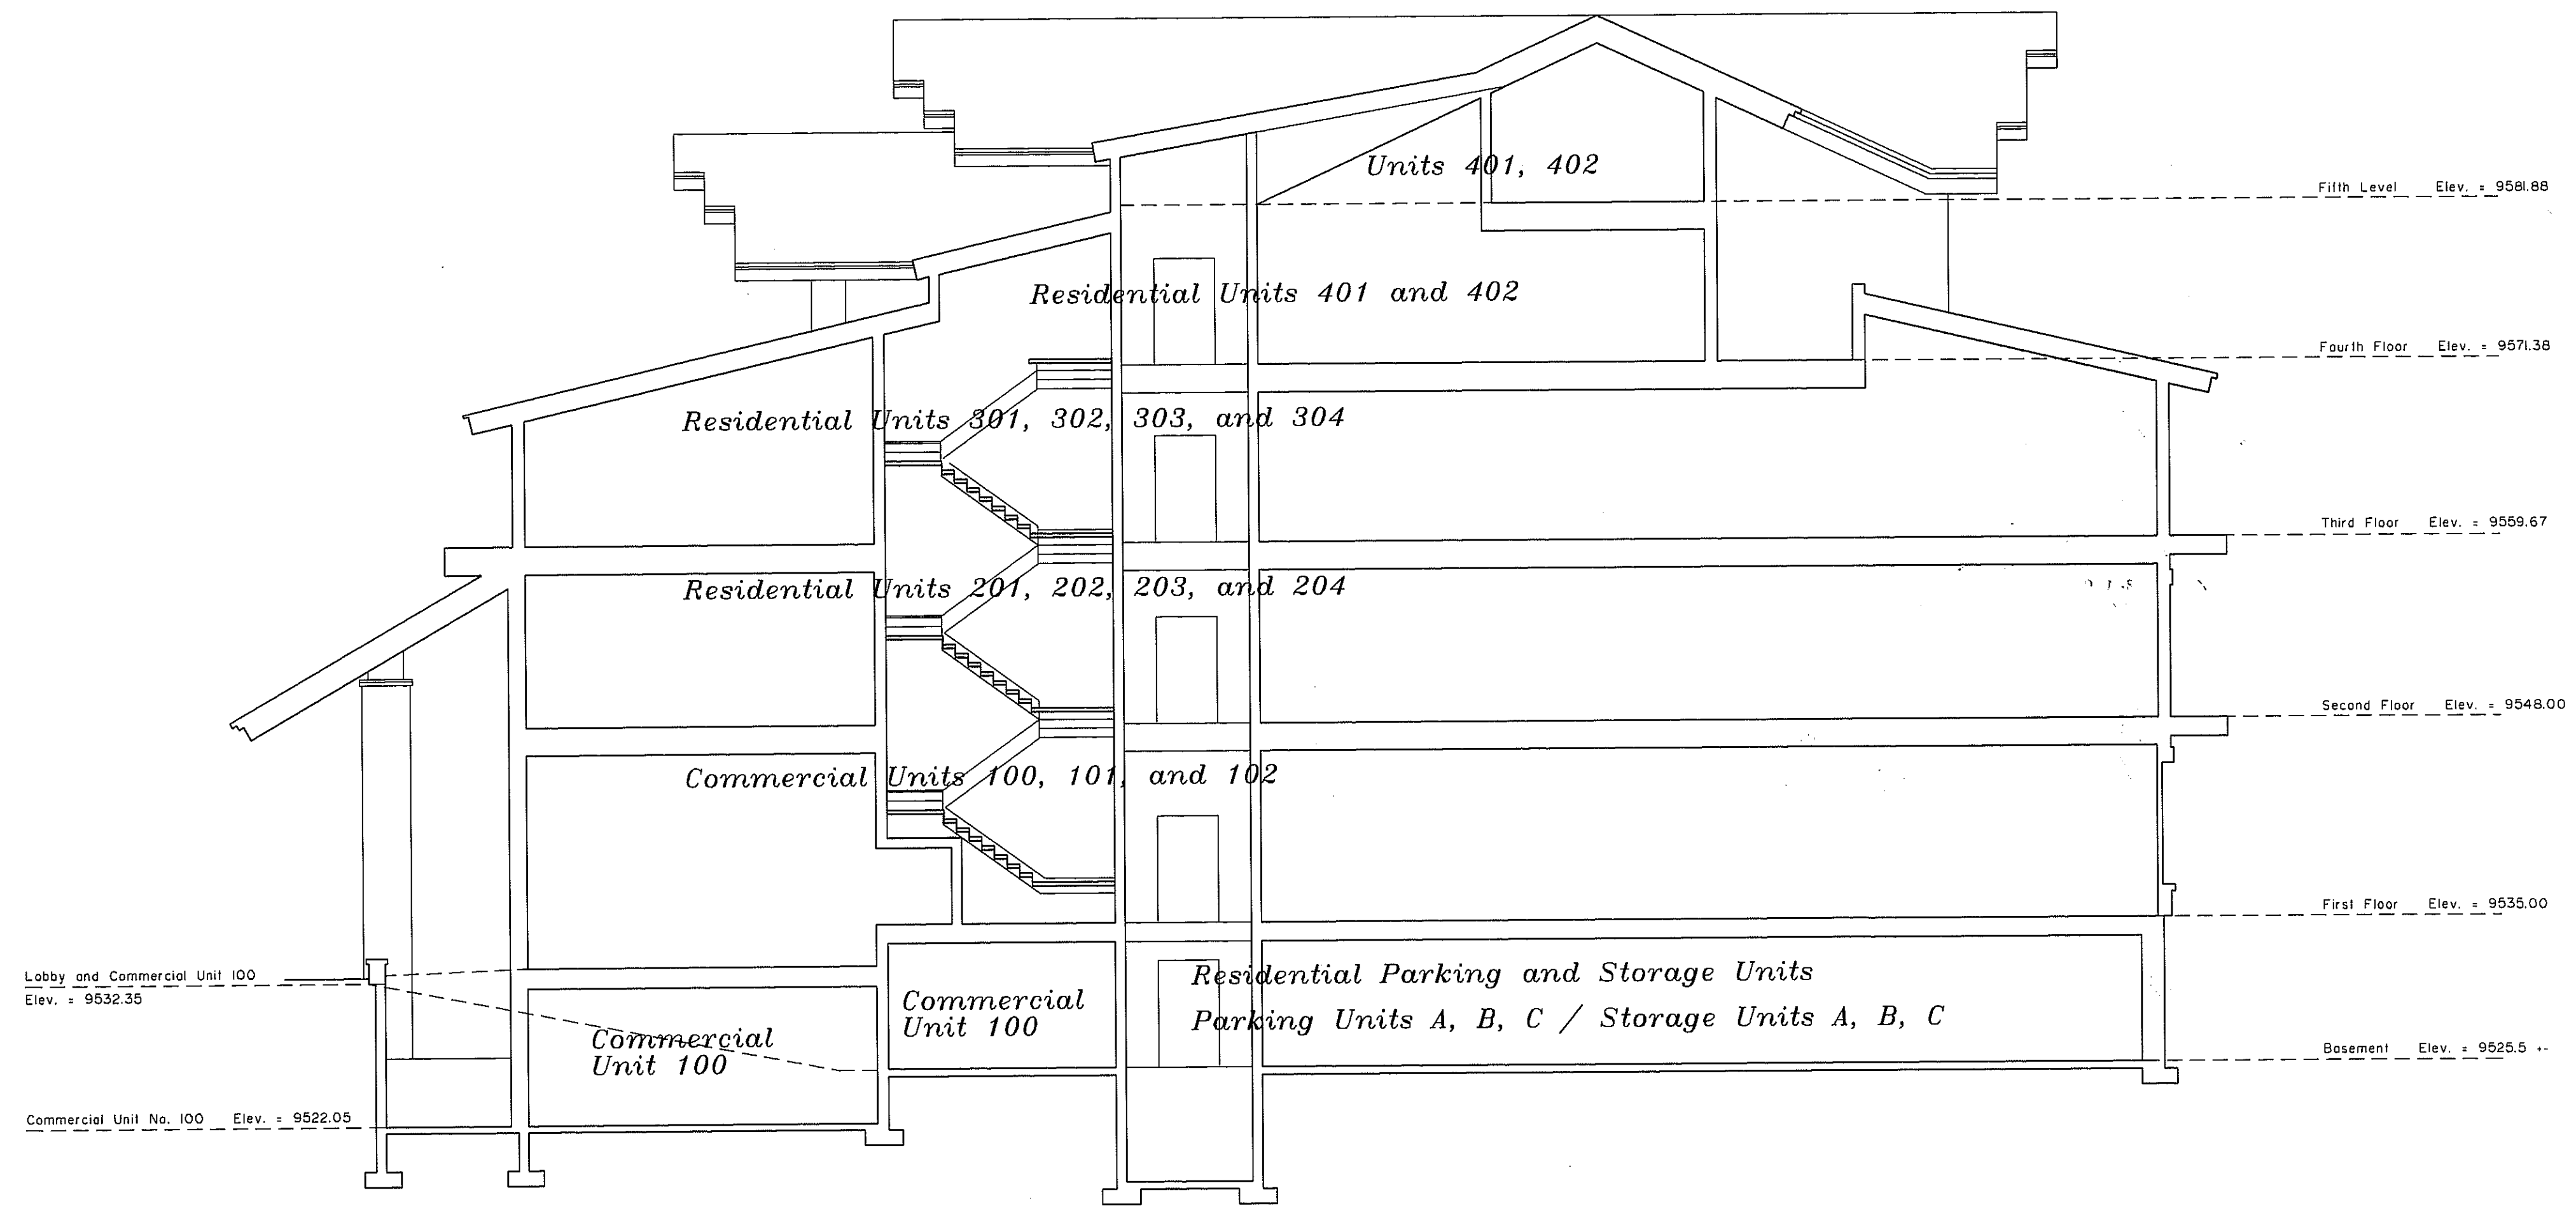 Units 401, 402
Fifth Level Elev. = 9581.88
Residential Units 401 and 402
Fourth Floor Elev. = 9571.38
Residential Units 301, 302, 303, and 304
Third Floor Elev. = 9559.67
Residential Units 201, 202, 203, and 204
Second Floor Elev. = 9548.00
Commercial Units 100, 101, and 102
First Floor Elev. = 9535.00
Lobby and Commercial Unit 100
Elev. = 9532.35
Residential Parking and Storage Units
Parking Units A, B, C / Storage Units A, B, C
Commercial
Unit 100
Commercial
Unit 100
Basement Elev. = 9525.5 +-
Commercial Unit No. 100 Elev. = 9522.05